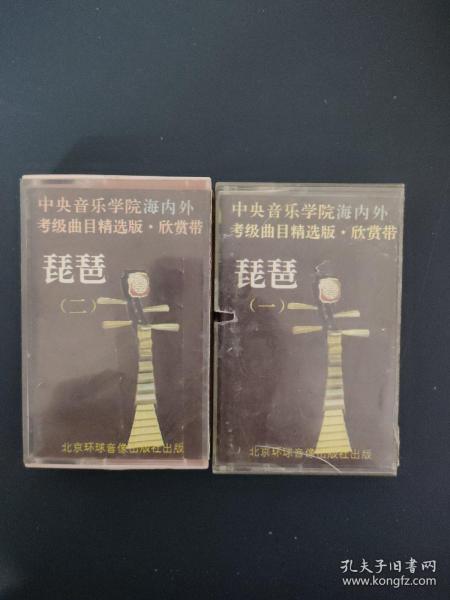 中央音乐学院海内外
考级曲目精选版·欣赏带
琵琶
(二)
北京环球音像出版社出版
中央音乐学院海内外
考级曲目精选版·欣赏带
琵琶
(一)
北京环球音像出版社出版
孔夫子旧书网
www.kongfz.com